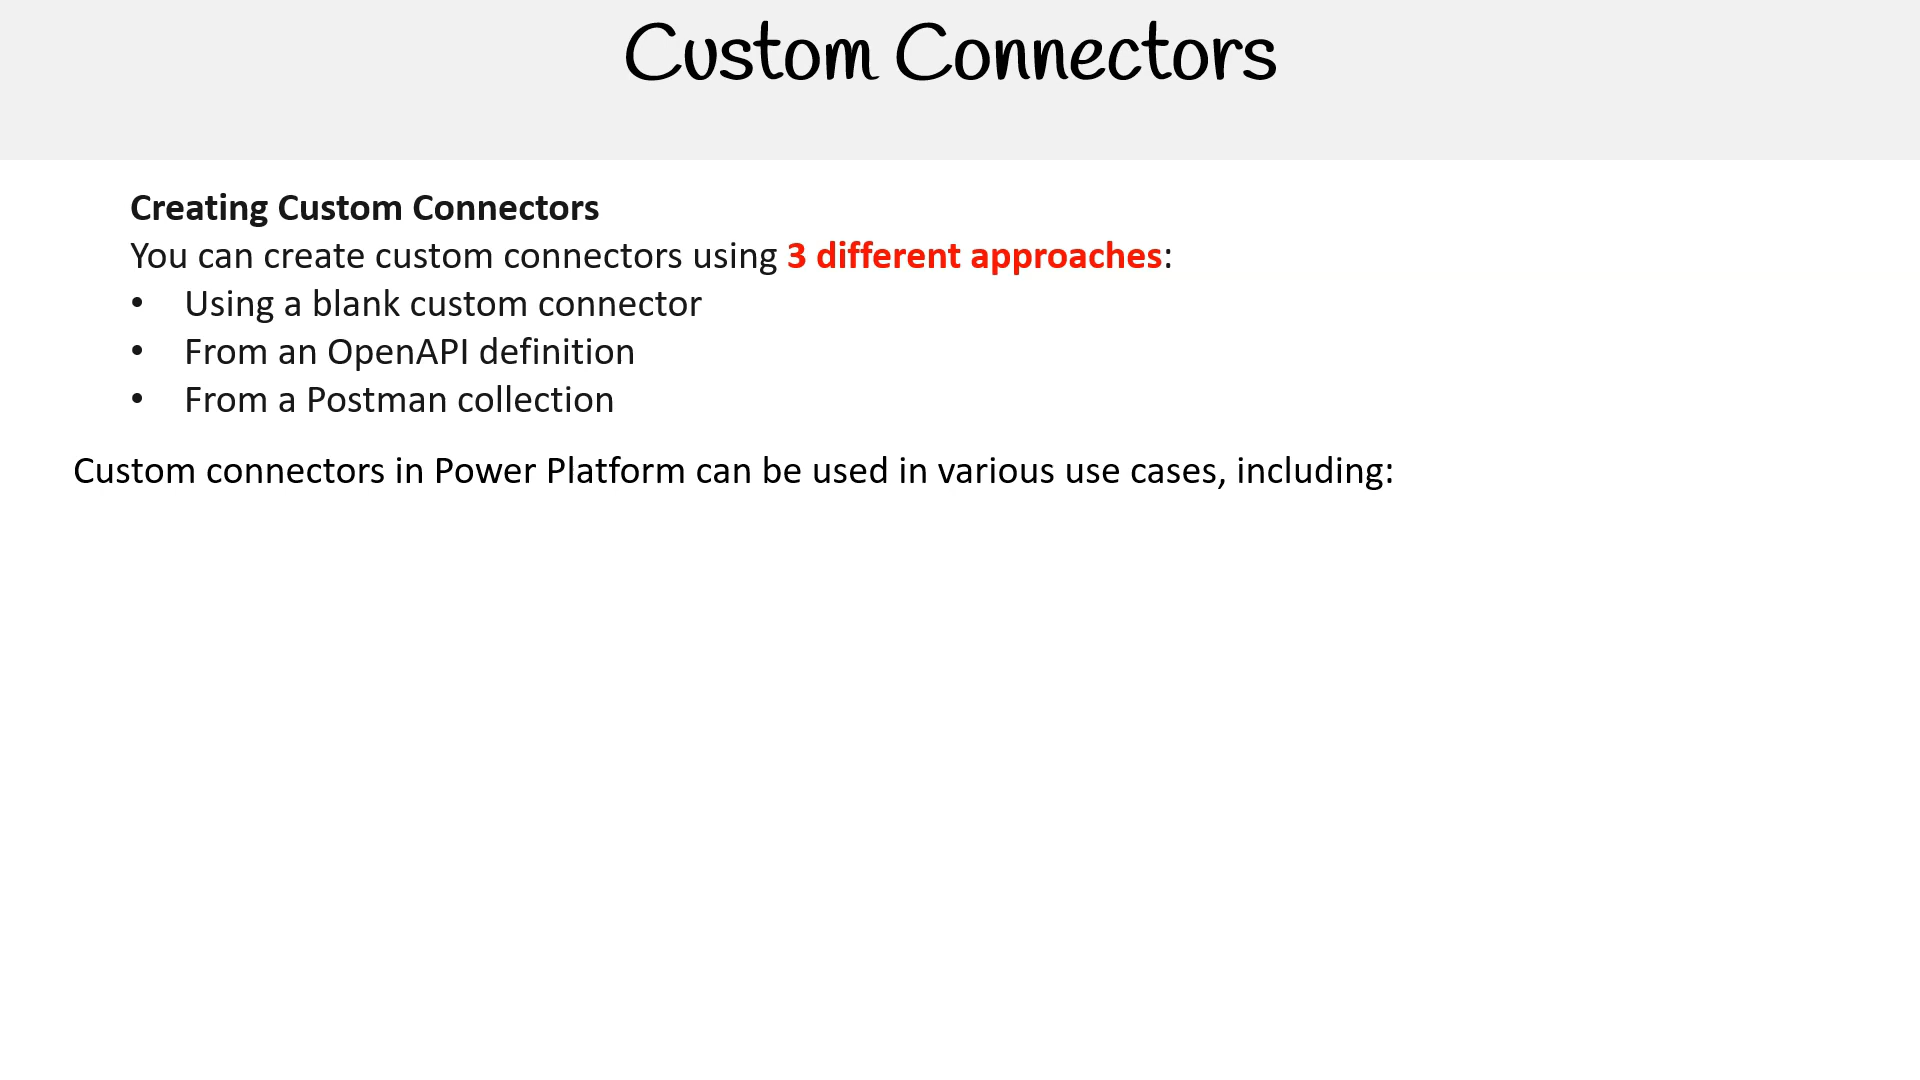 Custom Connectors
Creating Custom Connectors
You can create custom connectors using 3 different approaches:
• Using a blank custom connector
• From an OpenAPI definition
• From a Postman collection
Custom connectors in Power Platform can be used in various use cases, including: